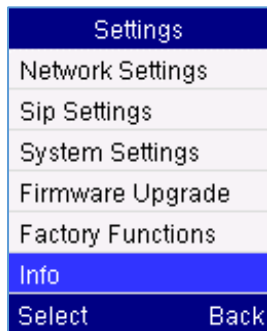 Settings
Network Settings
Sip Settings
System Settings
Firmware Upgrade
Factory Functions
Info
Select Back